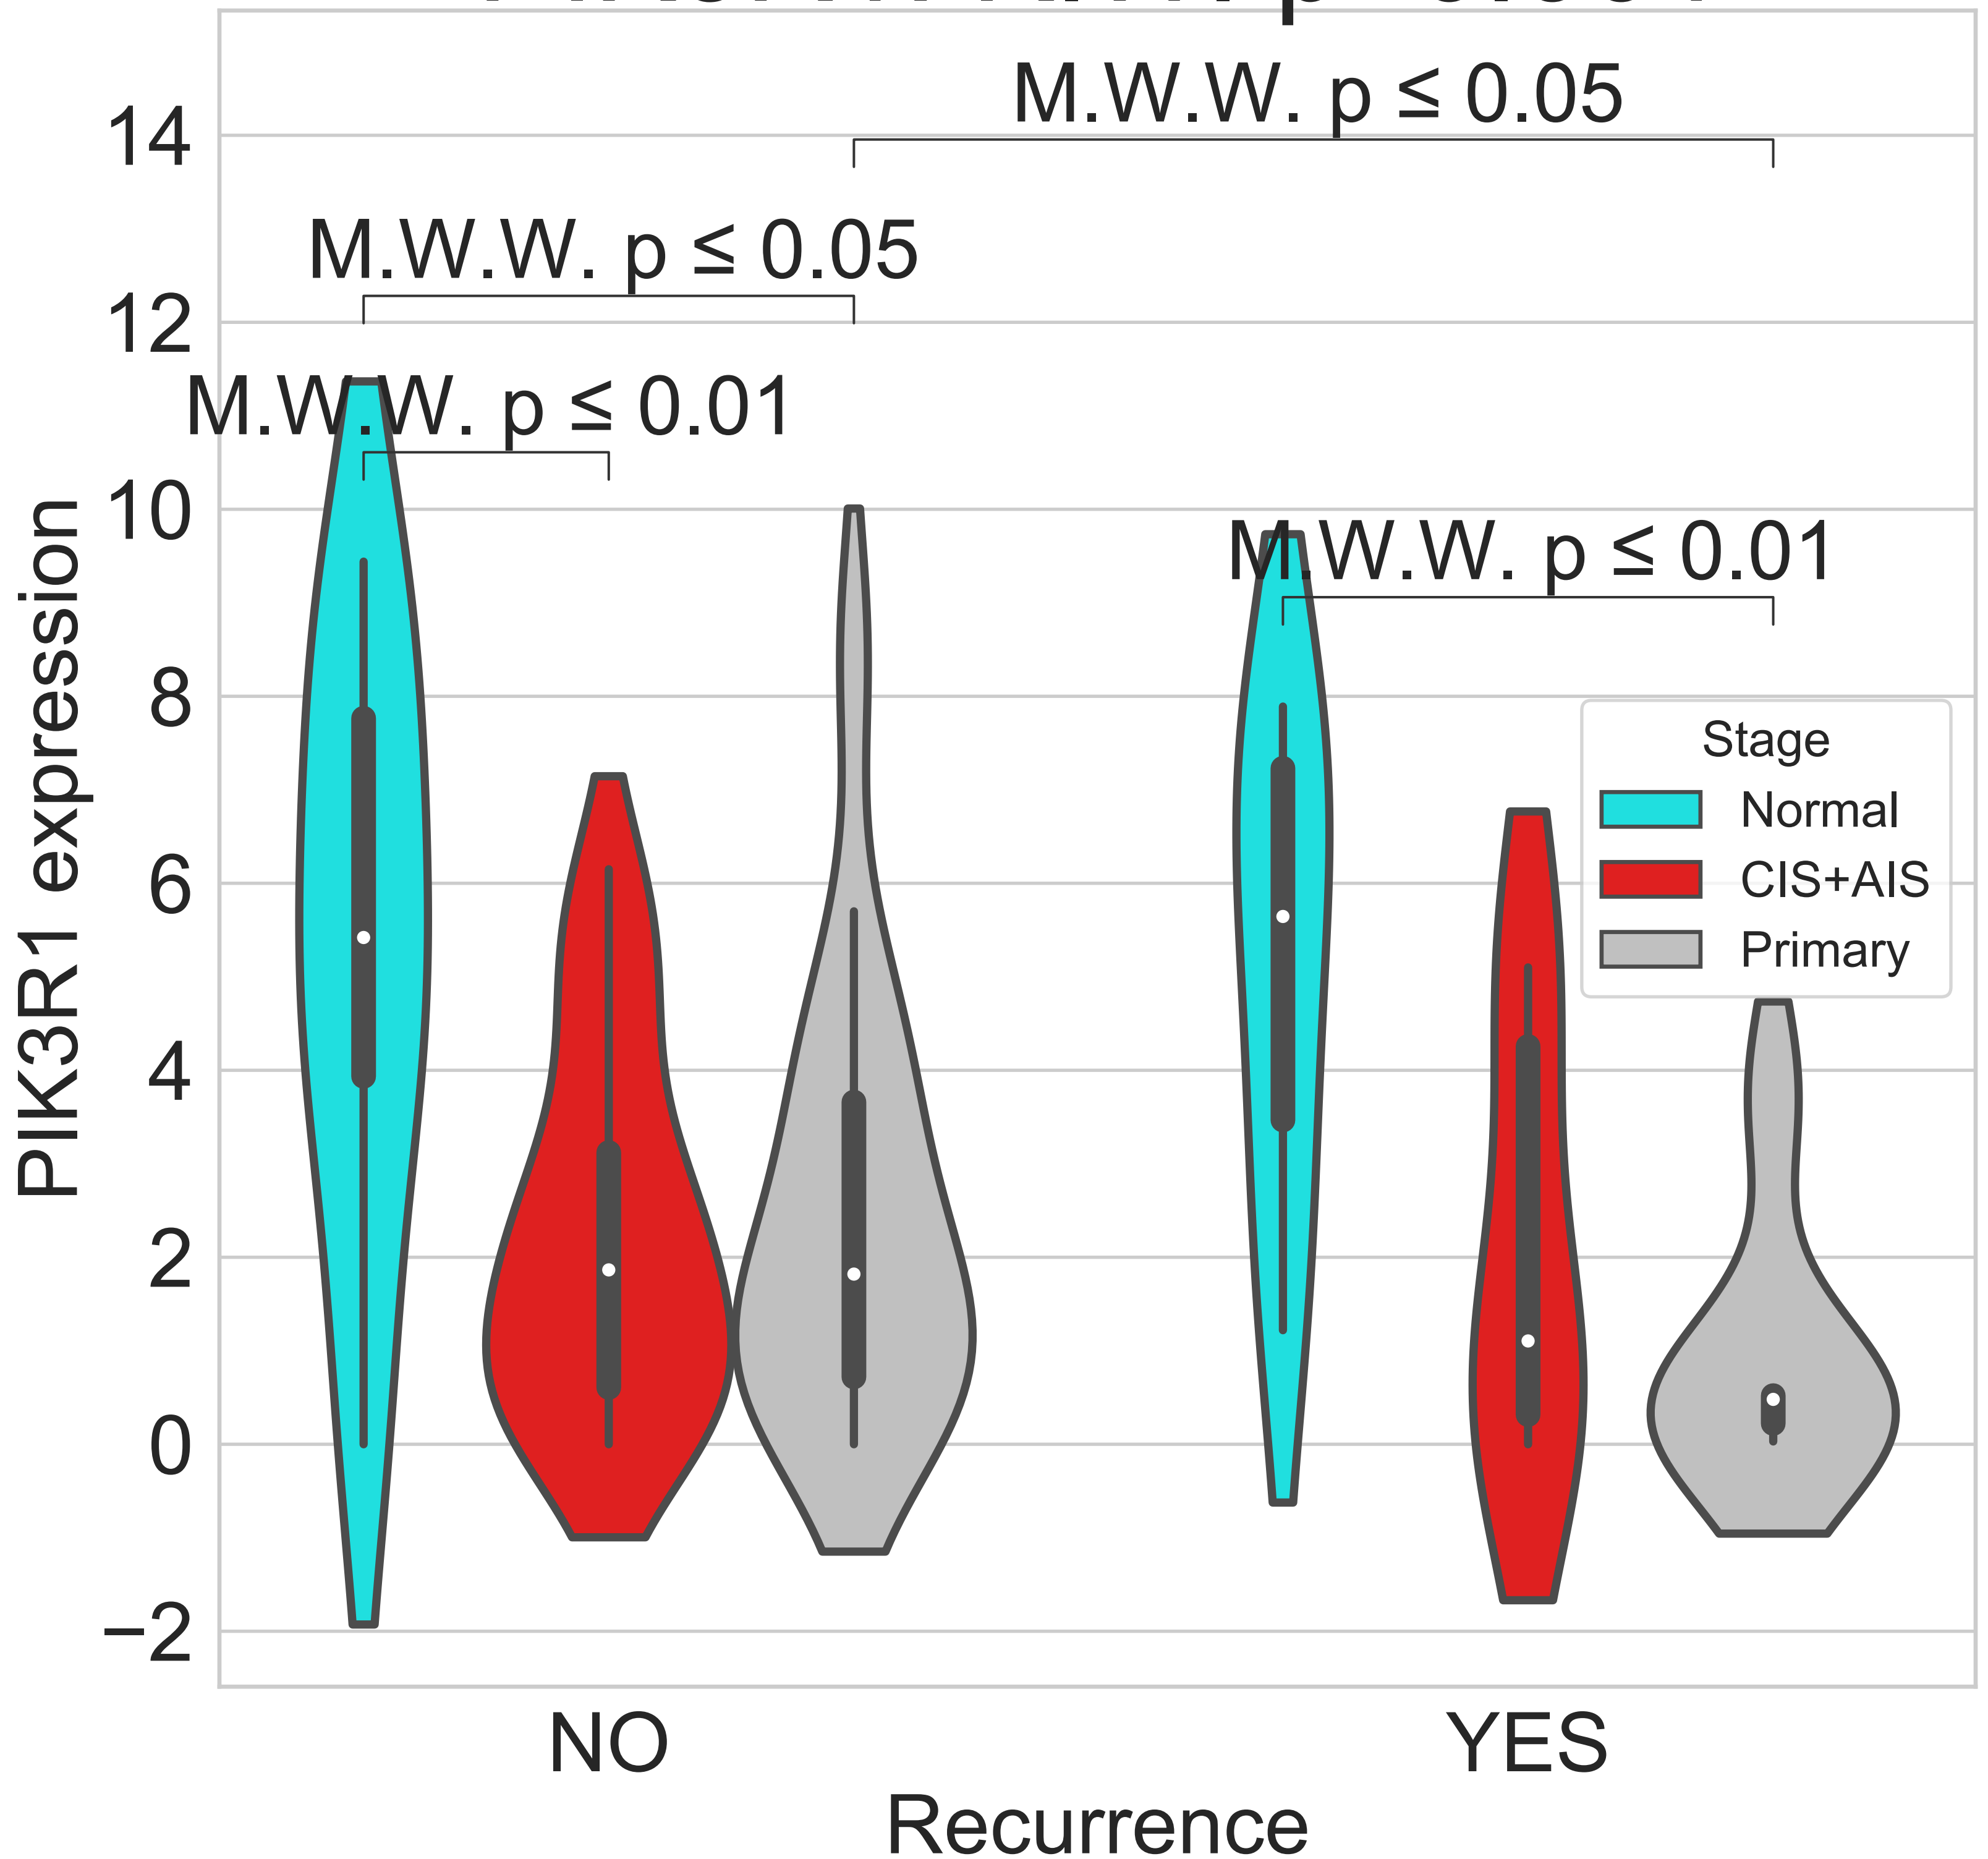 M.W.W. p ≤ 0.05
M.W.W. p ≤ 0.05
M.W.W. p ≤ 0.01
M.W.W. p ≤ 0.01
14
12
10
8
6
4
2
0
−2
PIK3R1 expression
Stage
Normal
CIS+AIS
Primary
NO
YES
Recurrence